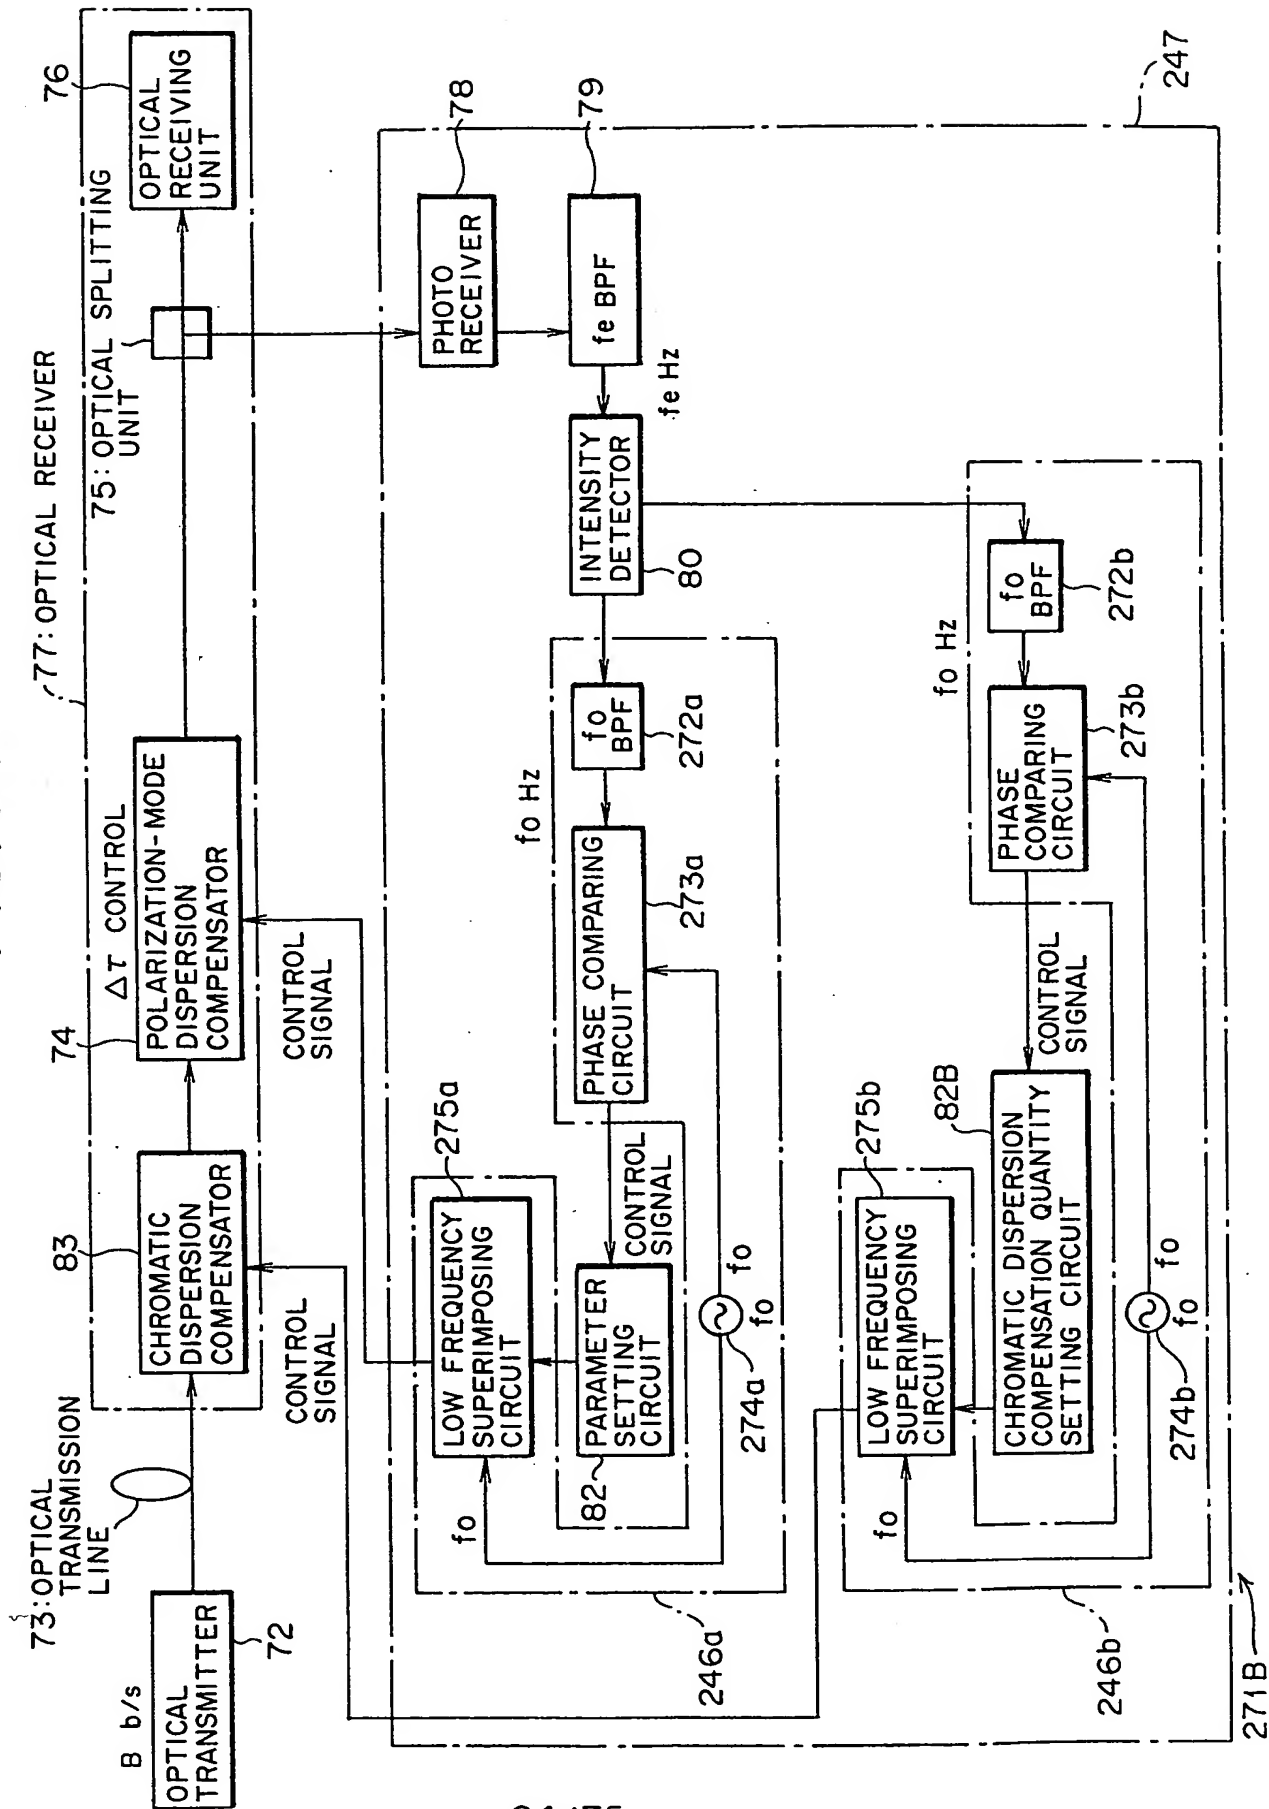 B b/s
OPTICAL
TRANSMITTER
72
73:OPTICAL
TRANSMISSION
LINE
77:OPTICAL RECEIVER
83
CHROMATIC
DISPERSION
COMPENSATOR
CONTROL
SIGNAL
74
Δτ CONTROL
POLARIZATION-MODE
DISPERSION
COMPENSATOR
CONTROL
SIGNAL
75:OPTICAL SPLITTING
UNIT
76
OPTICAL
RECEIVING
UNIT
PHOTO
RECEIVER
78
fe BPF
79
fe Hz
INTENSITY
DETECTOR
80
fo
BPF
272a
fo Hz
PHASE COMPARING
CIRCUIT
273a
CONTROL
SIGNAL
275a
LOW FREQUENCY
SUPERIMPOSING
CIRCUIT
PARAMETER
SETTING
CIRCUIT
82
fo
fo
fo
274a
246a
fo
BPF
272b
fo Hz
PHASE
COMPARING
CIRCUIT
273b
CONTROL
SIGNAL
82B
CHROMATIC DISPERSION
COMPENSATION QUANTITY
SETTING CIRCUIT
275b
LOW FREQUENCY
SUPERIMPOSING
CIRCUIT
fo
fo
fo
274b
246b
247
271B